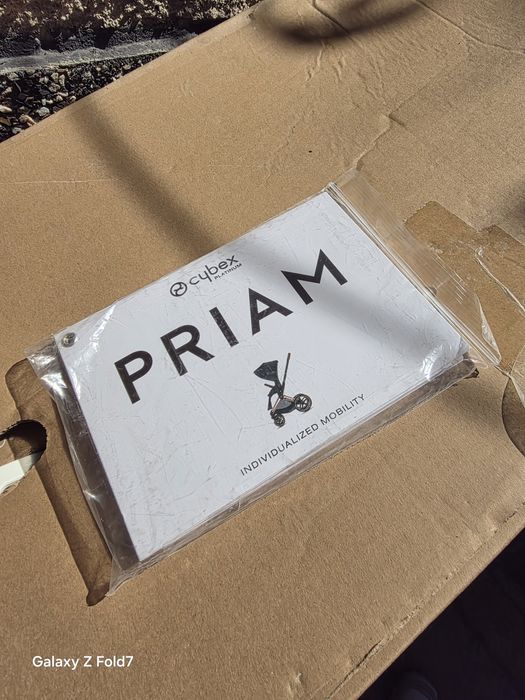 cybex
PLATINUM
PRIAM
INDIVIDUALIZED MOBILITY
Galaxy Z Fold7